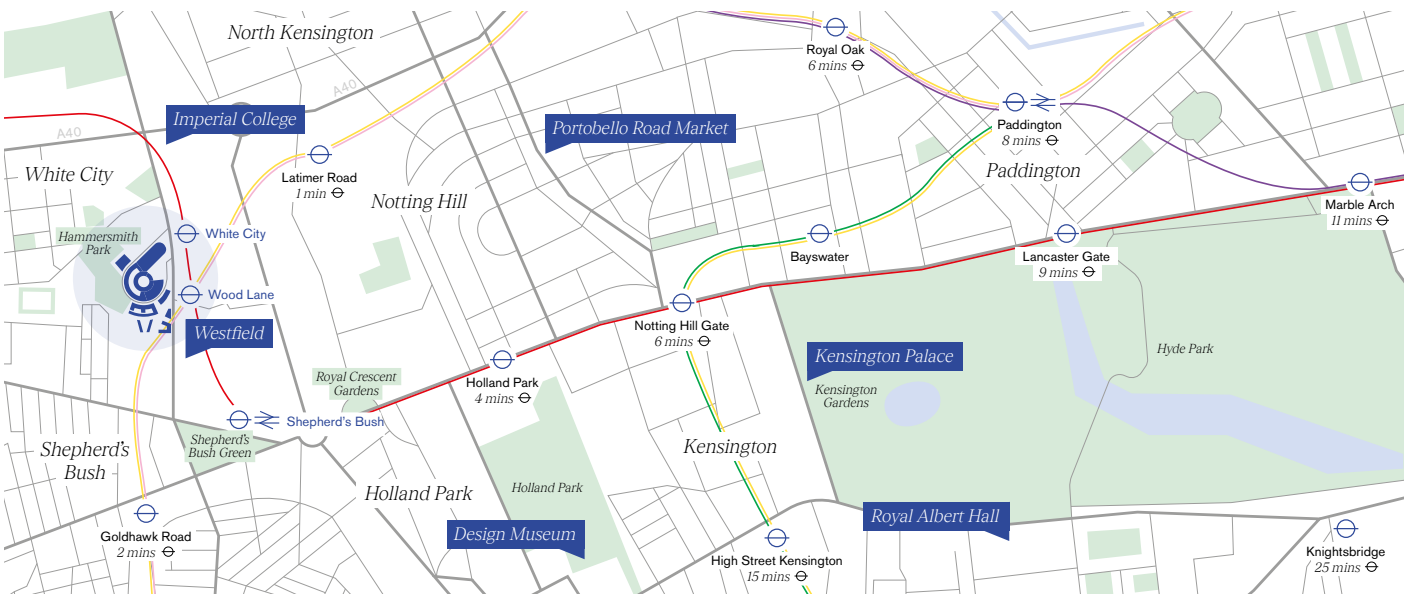 North Kensington
Royal Oak
6 mins
A40
Imperial College
Portobello Road Market
A40
Paddington
8 mins
White City
Latimer Road
1 min
Notting Hill
Paddington
Marble Arch
11 mins
Hammersmith
Park
White City
Bayswater
Lancaster Gate
9 mins
Wood Lane
Westfield
Notting Hill Gate
6 mins
Kensington Palace
Hyde Park
Royal Crescent
Gardens
Holland Park
4 mins
Kensington
Gardens
Shepherd's Bush
Shepherd's
Bush Green
Shepherd's
Bush
Kensington
Holland Park
Holland Park
Design Museum
Royal Albert Hall
Goldhawk Road
2 mins
High Street Kensington
15 mins
Knightsbridge
25 mins